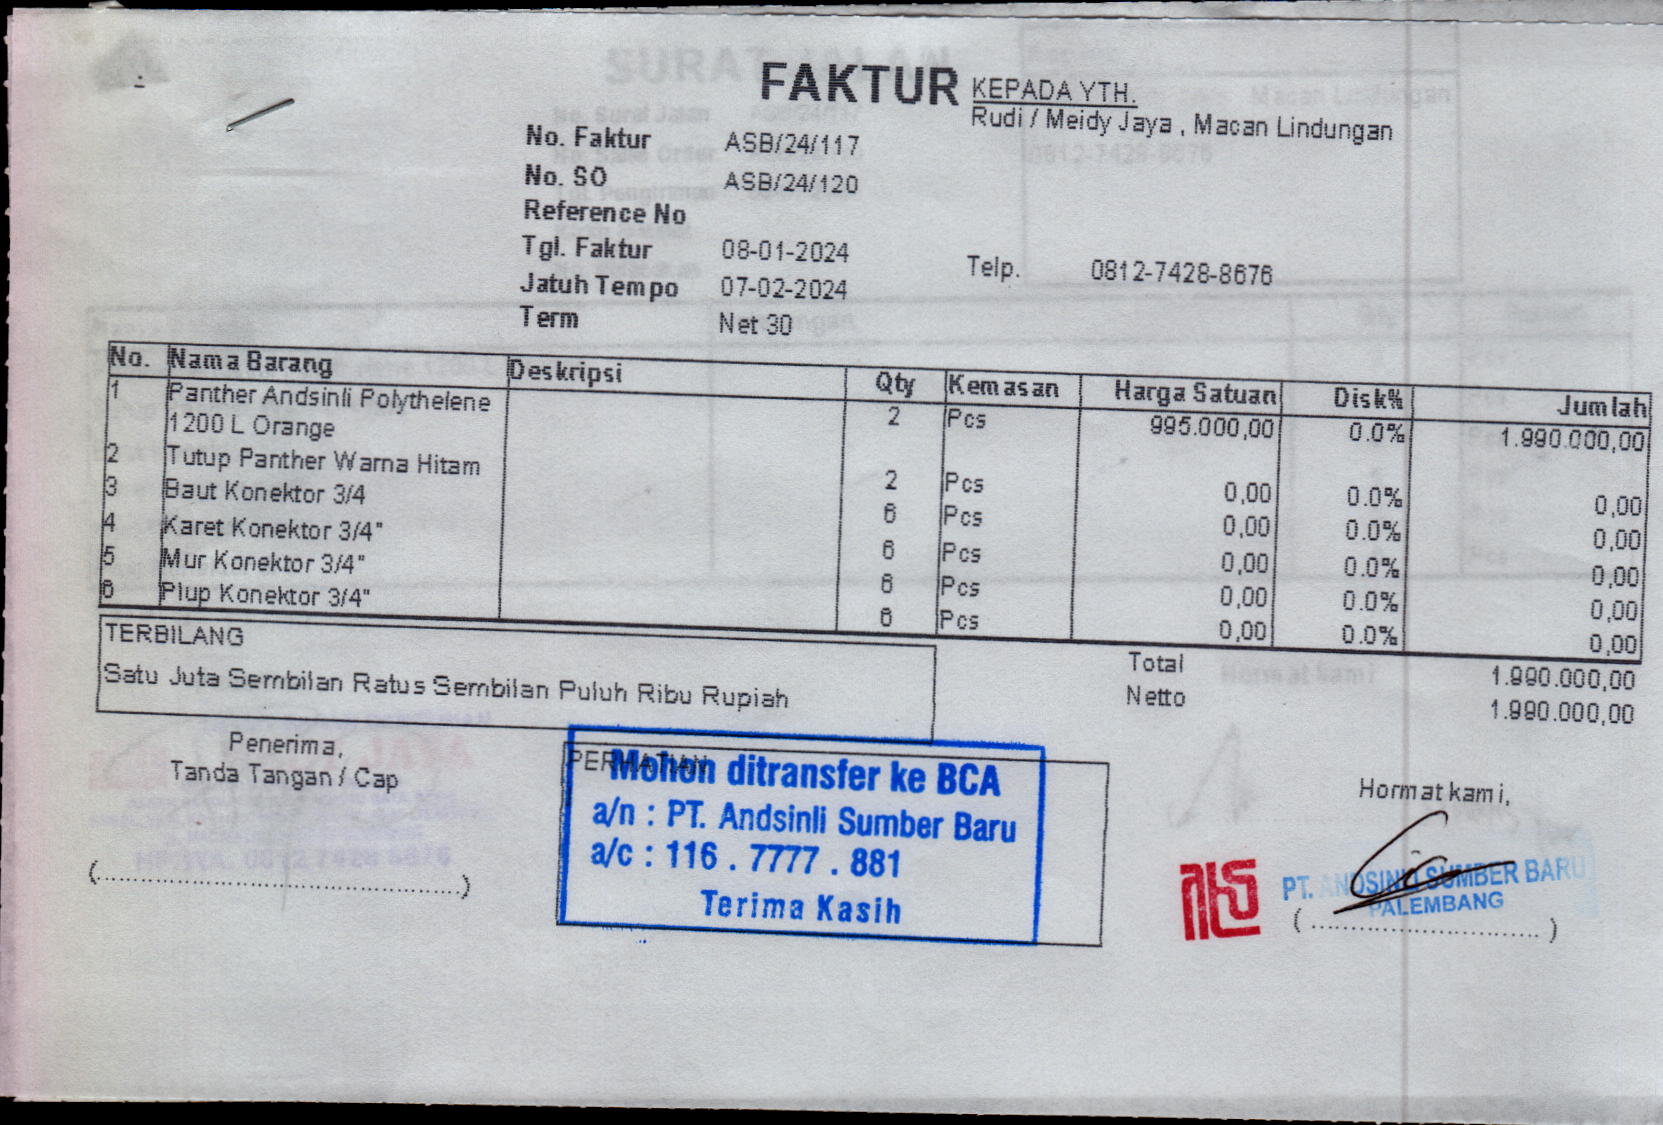 FAKTUR
KEPADA YTH.
Rudi / Meidy Jaya , Macan Lindungan
No. Faktur ASB/24/117
No. SO ASB/24/120
Reference No
Tgl. Faktur 08-01-2024
Telp. 0812-7428-8676
Jatuh Tempo 07-02-2024
Term Net 30
No. Nama Barang Deskripsi Qty Kemasan Harga Satuan Disk% Jumlah
1 Panther Andsinli Polythelene 2 Pcs 995.000,00 0.0% 1.990.000,00
1200 L Orange
2 Tutup Panther Warna Hitam 2 Pcs 0,00 0.0% 0,00
3 Baut Konektor 3/4 6 Pcs 0,00 0.0% 0,00
4 Karet Konektor 3/4" 6 Pcs 0,00 0.0% 0,00
5 Mur Konektor 3/4" 6 Pcs 0,00 0.0% 0,00
6 Plup Konektor 3/4" 6 Pcs 0,00 0.0% 0,00
TERBILANG
Satu Juta Sembilan Ratus Sembilan Puluh Ribu Rupiah
Total 1.990.000,00
Netto 1.990.000,00
Penerima,
Tanda Tangan / Cap
(..........................................)
PERHATIAN
Mohon ditransfer ke BCA
a/n : PT. Andsinli Sumber Baru
a/c : 116 . 7777 . 881
Terima Kasih
Hormat kami,
PT. ANDSINLI SUMBER BARU
PALEMBANG
(..............................)